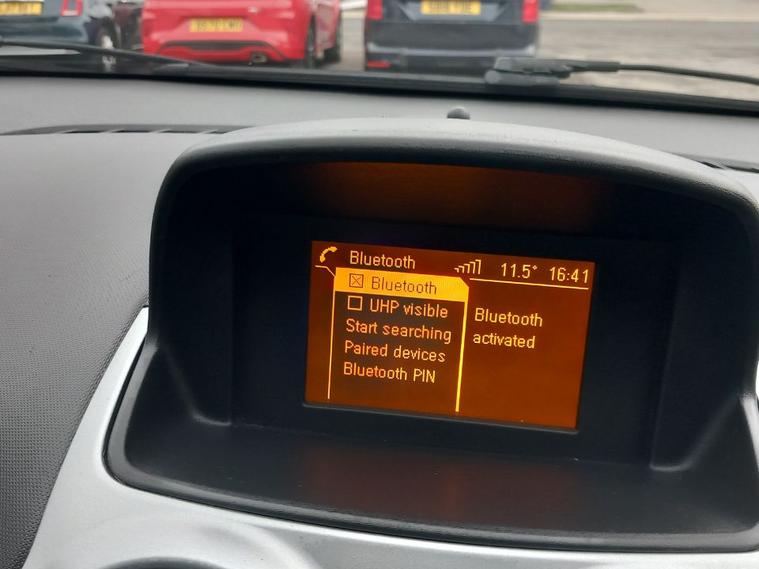 Bluetooth 11.5° 16:41
Bluetooth
UHP visible
Start searching
Paired devices
Bluetooth PIN
Bluetooth
activated